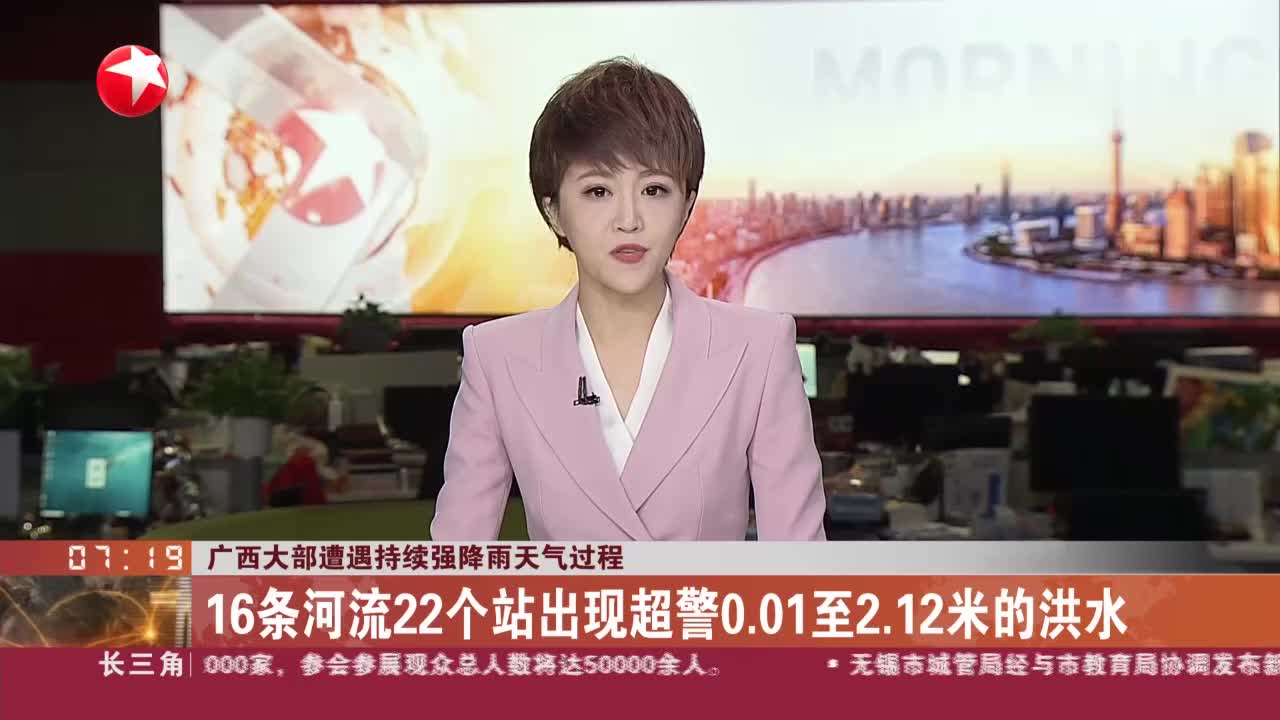 MORNING
07:19
广西大部遭遇持续强降雨天气过程
16条河流22个站出现超警0.01至2.12米的洪水
长三角
000家，参会参展观众总人数将达50000余人。 * 无锡市城管局经与市教育局协调发布